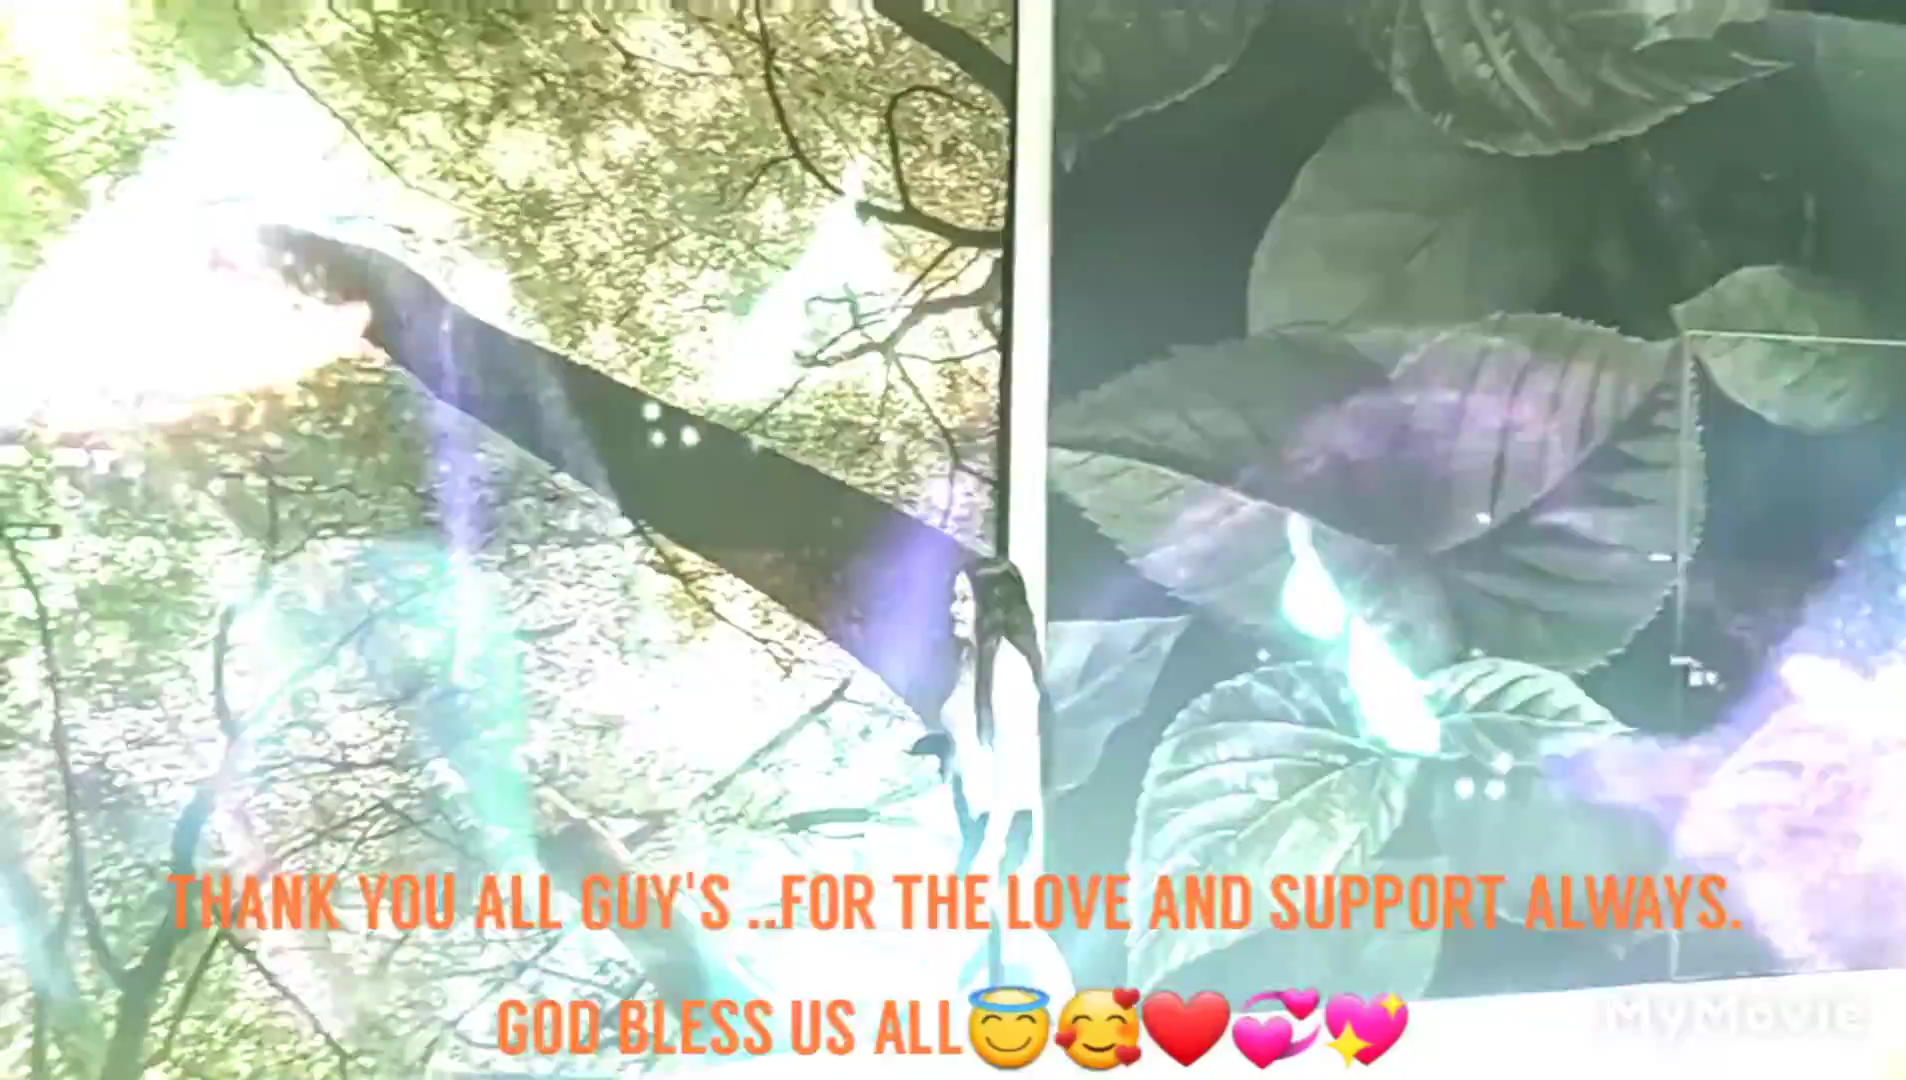 THANK YOU ALL GUY'S ..FOR THE LOVE AND SUPPORT ALWAYS.
GOD BLESS US ALL😇🥰❤️💞💖
MyMovie